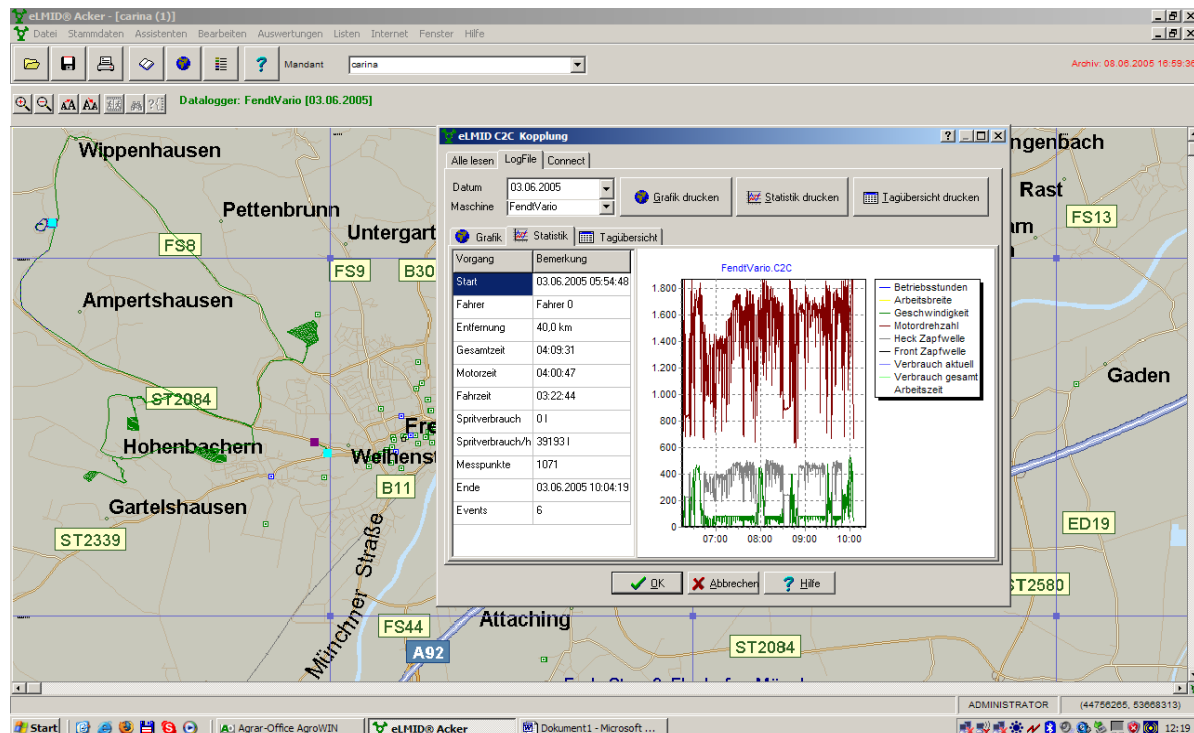 eLMID® Acker - [carina (1)]
Datei Stammdaten Assistenten Bearbeiten Auswertungen Listen Internet Fenster Hilfe
Mandant carina
Archiv: 08.06.2005 16:59:36
Datalogger: FendtVario [03.06.2005]
eLMID C2C Kopplung
Alle lesen LogFile Connect
Datum 03.06.2005
Maschine FendtVario
Grafik drucken Statistik drucken Tagübersicht drucken
Grafik Statistik Tagübersicht
Vorgang Bemerkung
Start 03.06.2005 05:54:48
Fahrer Fahrer 0
Entfernung 40,0 km
Gesamtzeit 04:09:31
Motorzeit 04:00:47
Fahrzeit 03:22:44
Spritverbrauch 0 l
Spritverbrauch/h 39193 l
Messpunkte 1071
Ende 03.06.2005 10:04:19
Events 6
FendtVario.C2C
1.800
1.600
1.400
1.200
1.000
800
600
400
200
0
07:00 08:00 09:00 10:00
Betriebsstunden
Arbeitsbreite
Geschwindigkeit
Motordrehzahl
Heck Zapfwelle
Front Zapfwelle
Verbrauch aktuell
Verbrauch gesamt
Arbeitszeit
OK Abbrechen Hilfe
Wippenhausen
Pettenbrunn
Untergart
FS8
FS9
B30
Ampertshausen
ST2084
Hohenbachern
Fre
Weihenst
B11
Gartelshausen
ST2339
Münchner Straße
FS44
A92
Attaching
ST2084
ngenbach
Rast
FS13
Gaden
ED19
ST2580
ADMINISTRATOR (44756265, 53668313)
Start Agrar-Office AgroWIN eLMID® Acker Dokument1 - Microsoft ... 12:19